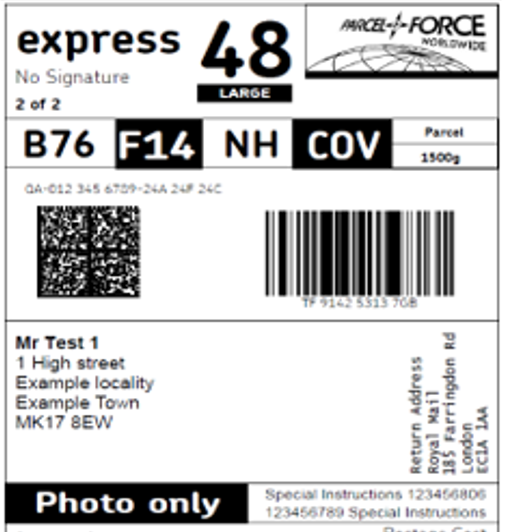 express 48
PARCEL FORCE
WORLDWIDE
No Signature
LARGE
2 of 2
B76 F14 NH COV
Parcel
1500g
QA-012 345 6789-24A 24F 24C
TF 9142 5313 7GB
Mr Test 1
1 High street
Example locality
Example Town
MK17 8EW
Return Address
Royal Mail
185 Farringdon Rd
London
EC1A 1AA
Photo only
Special Instructions 123456806
123456789 Special Instructions